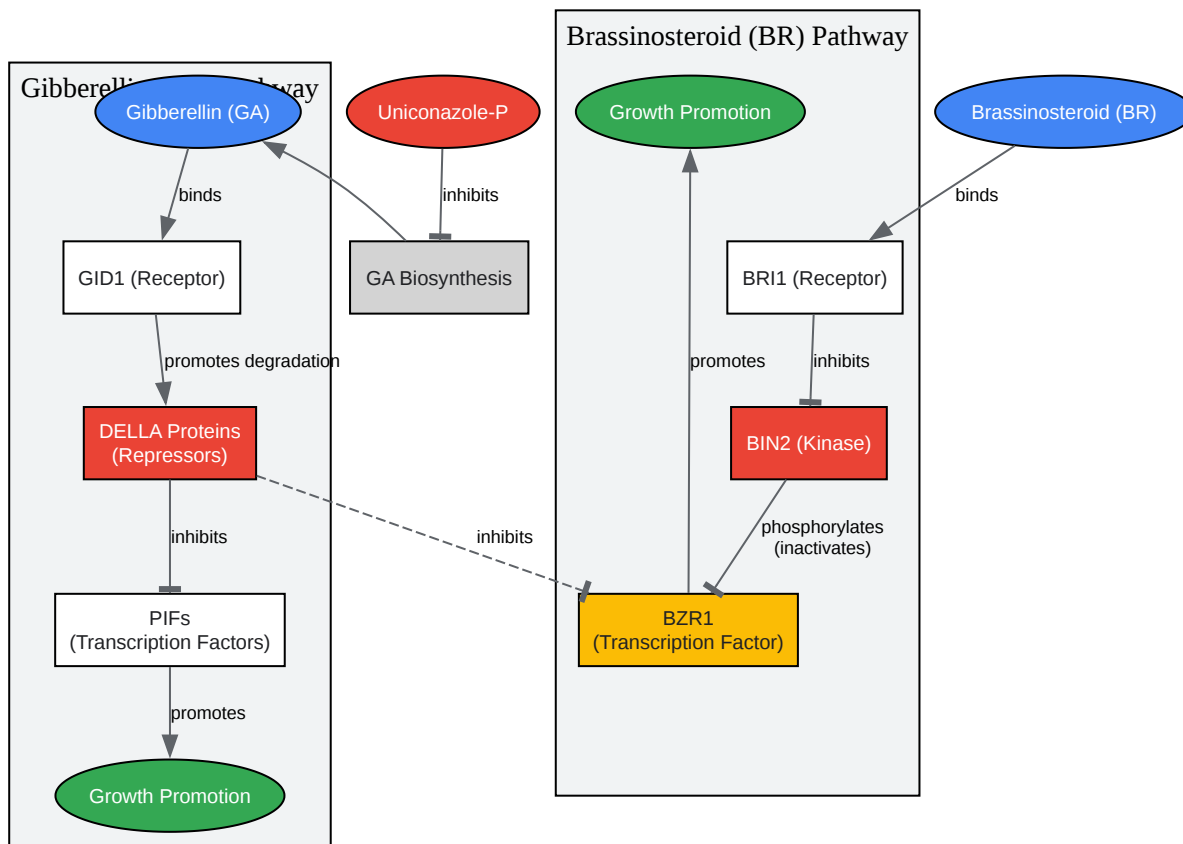 Brassinosteroid (BR) Pathway
Gibberelli
way
Gibberellin (GA)
Uniconazole-P
Growth Promotion
Brassinosteroid (BR)
binds
inhibits
binds
GID1 (Receptor)
GA Biosynthesis
BRI1 (Receptor)
promotes degradation
promotes
inhibits
DELLA Proteins
(Repressors)
BIN2 (Kinase)
inhibits
inhibits
phosphorylates
(inactivates)
PIFs
(Transcription Factors)
BZR1
(Transcription Factor)
promotes
Growth Promotion